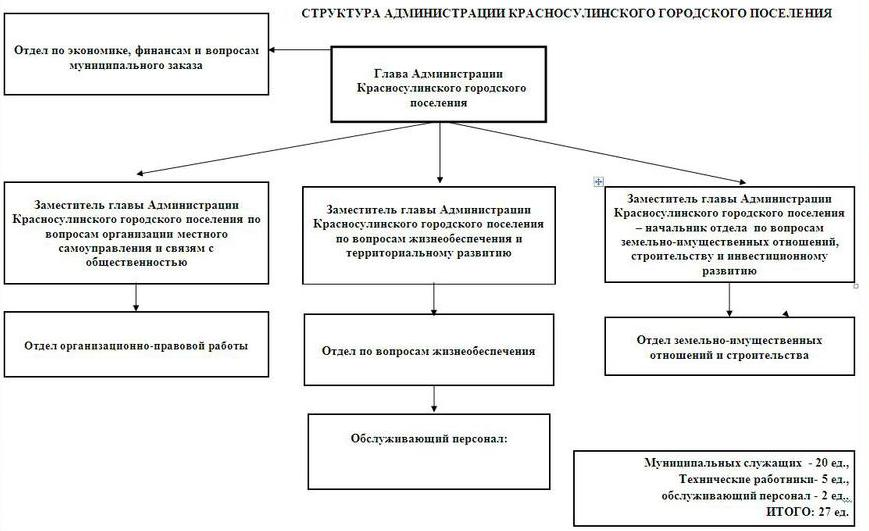 СТРУКТУРА АДМИНИСТРАЦИИ КРАСНОСУЛИНСКОГО ГОРОДСКОГО ПОСЕЛЕНИЯ
Отдел по экономике, финансам и вопросам
муниципального заказа
Глава Администрации
Красносулинского городского
поселения
Заместитель главы Администрации
Красносулинского городского поселения по
вопросам организации местного
самоуправления и связям с
общественностью
Заместитель главы Администрации
Красносулинского городского поселения
по вопросам жизнеобеспечения и
территориальному развитию
Заместитель главы Администрации
Красносулинского городского поселения
– начальник отдела по вопросам
земельно-имущественных отношений,
строительству и инвестиционному
развитию
Отдел организационно-правовой работы
Отдел по вопросам жизнеобеспечения
Отдел земельно-имущественных
отношений и строительства
Обслуживающий персонал:
Муниципальных служащих - 20 ед.,
Технические работники- 5 ед.,
обслуживающий персонал - 2 ед.,
ИТОГО: 27 ед.